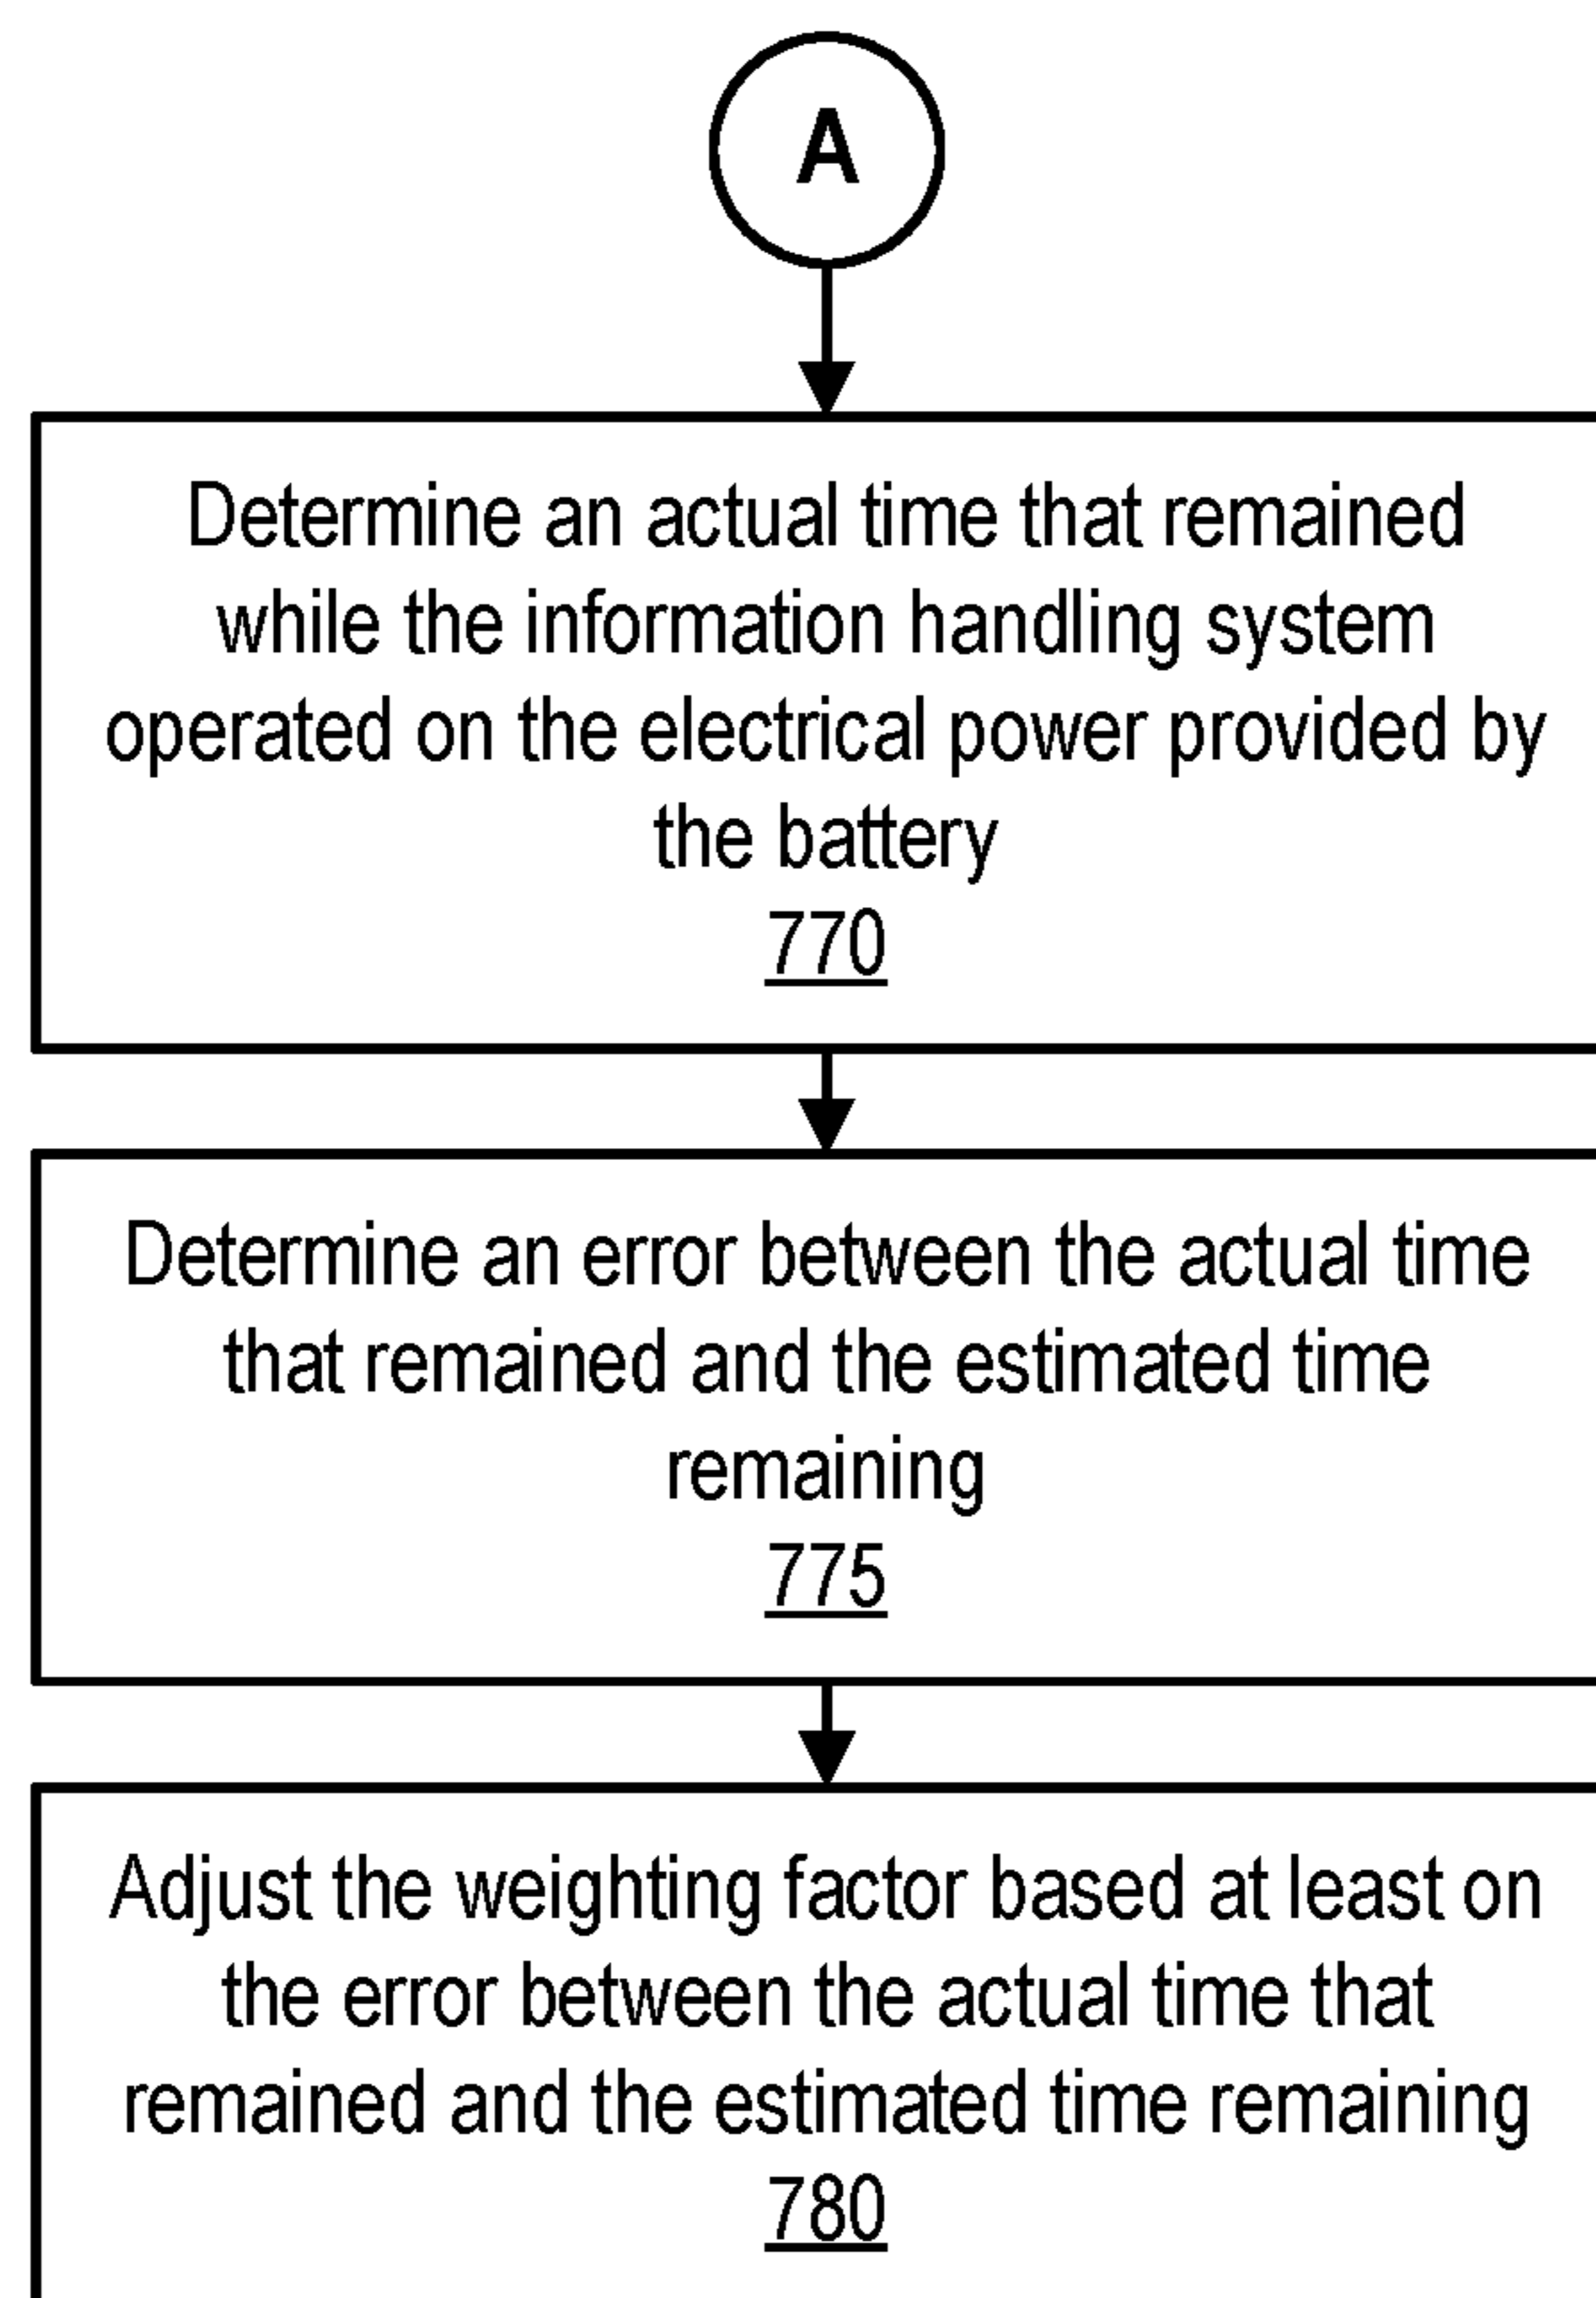 A
Determine an actual time that remained
while the information handling system
operated on the electrical power provided by
the battery
770
Determine an error between the actual time
that remained and the estimated time
remaining
775
Adjust the weighting factor based at least on
the error between the actual time that
remained and the estimated time remaining
780